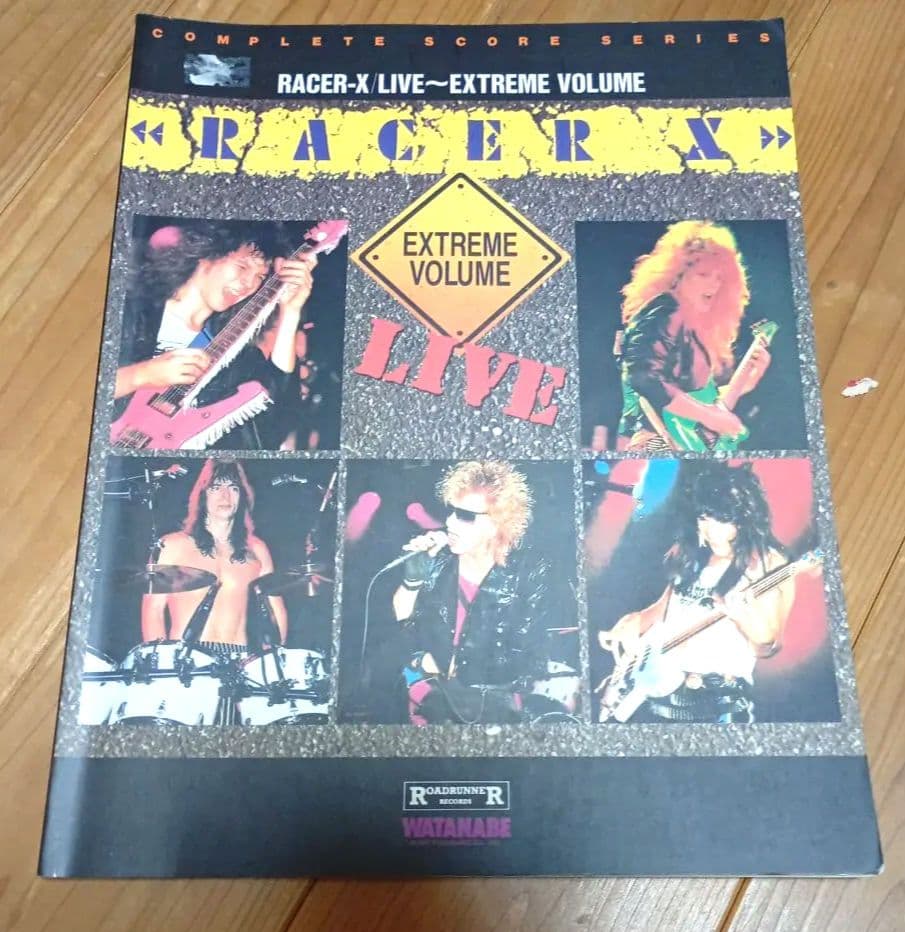 COMPLETE SCORE SERIES
RACER-X/LIVE〜EXTREME VOLUME
«RACER X»
EXTREME
VOLUME
LIVE
ROADRUNNER
RECORDS
WATANABE